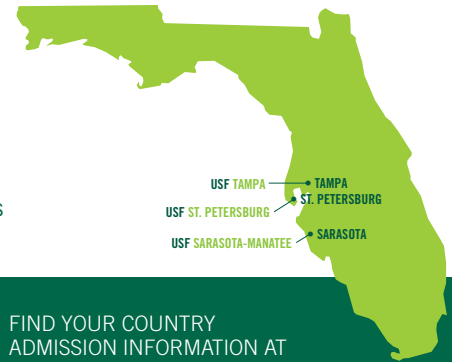 USF TAMPA TAMPA
S
ST. PETERSBURG
USF ST. PETERSBURG
USF SARASOTA-MANATEE SARASOTA
FIND YOUR COUNTRY
ADMISSION INFORMATION AT